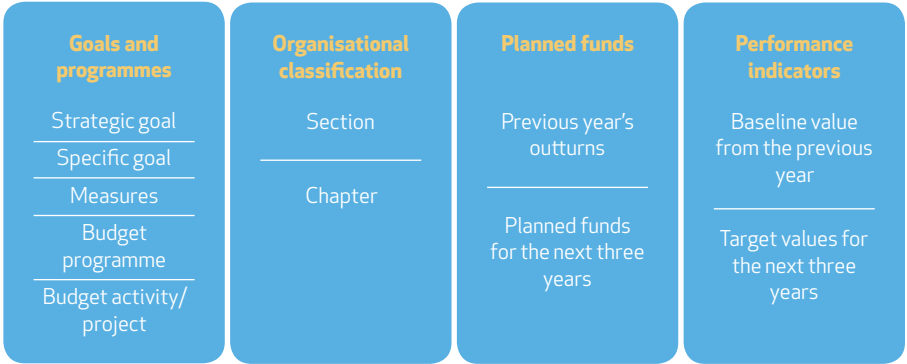 Goals and
programmes
Strategic goal
Specific goal
Measures
Budget
programme
Budget activity/
project
Organisational
classification
Section
Chapter
Planned funds
Previous year's
outturns
Planned funds
for the next three
years
Performance
indicators
Baseline value
from the previous
year
Target values for
the next three
years